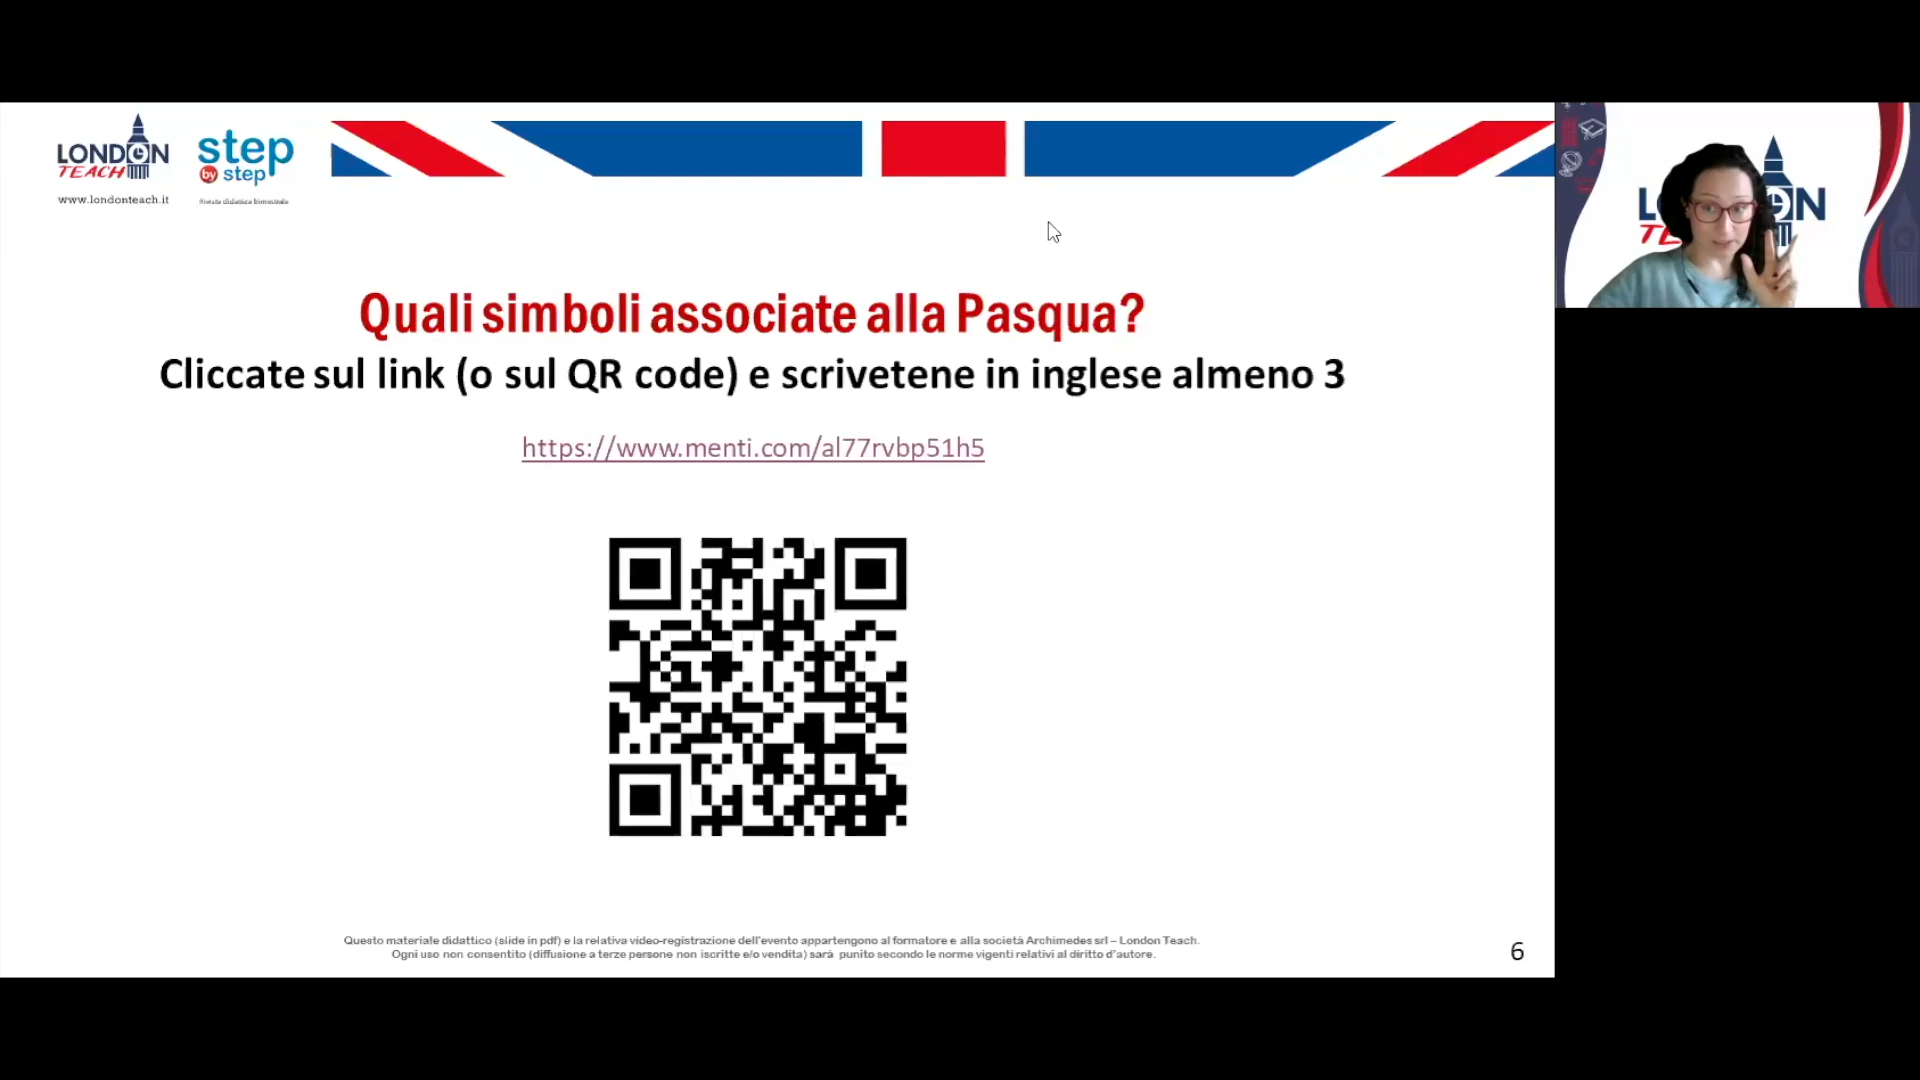 LONDON
TEACH
www.londonteach.it
step
by step
Rivista didattica bimestrale
Quali simboli associate alla Pasqua?
Cliccate sul link (o sul QR code) e scrivetene in inglese almeno 3
https://www.menti.com/al77rvbp51h5
Questo materiale didattico (slide in pdf) e la relativa video-registrazione dell'evento appartengono al formatore e alla società Archimedes srl – London Teach.
Ogni uso non consentito (diffusione a terze persone non iscritte e/o vendita) sarà punito secondo le norme vigenti relativi al diritto d'autore.
6